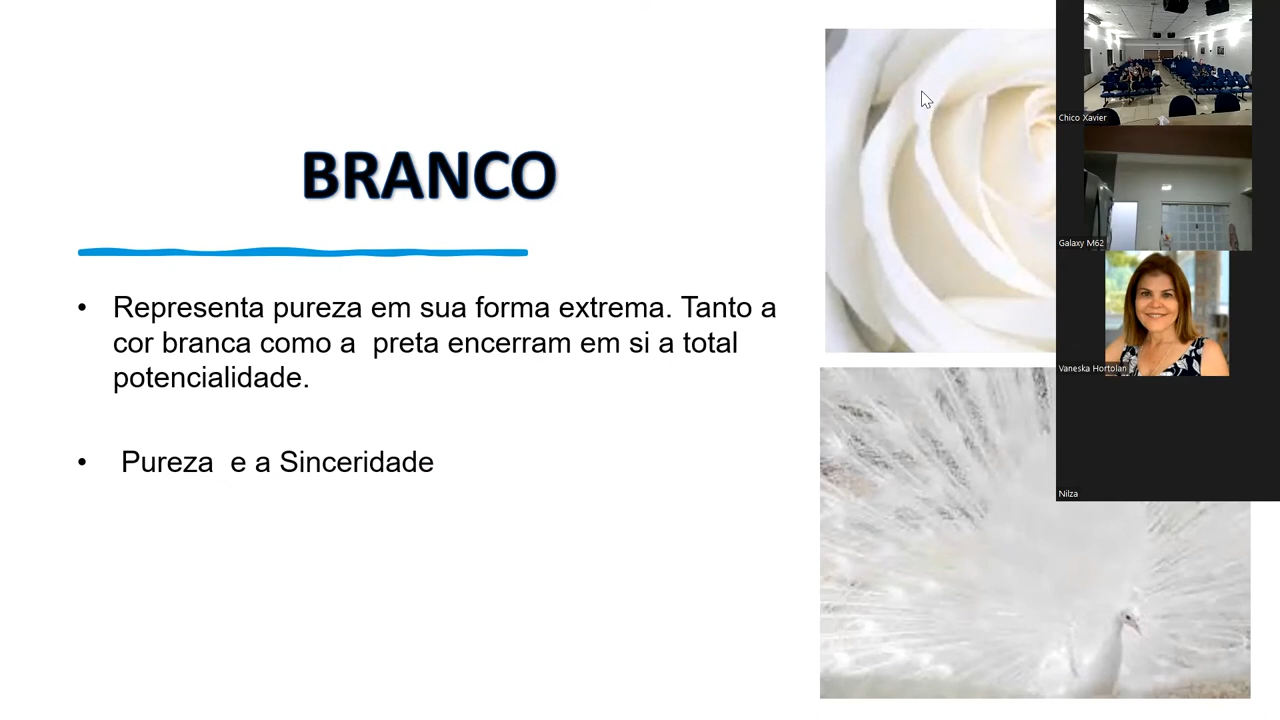 BRANCO
• Representa pureza em sua forma extrema. Tanto a
cor branca como a  preta encerram em si a total
potencialidade.
•  Pureza  e a Sinceridade
Chico Xavier
Galaxy M62
Vaneska Hortolan
Nilza